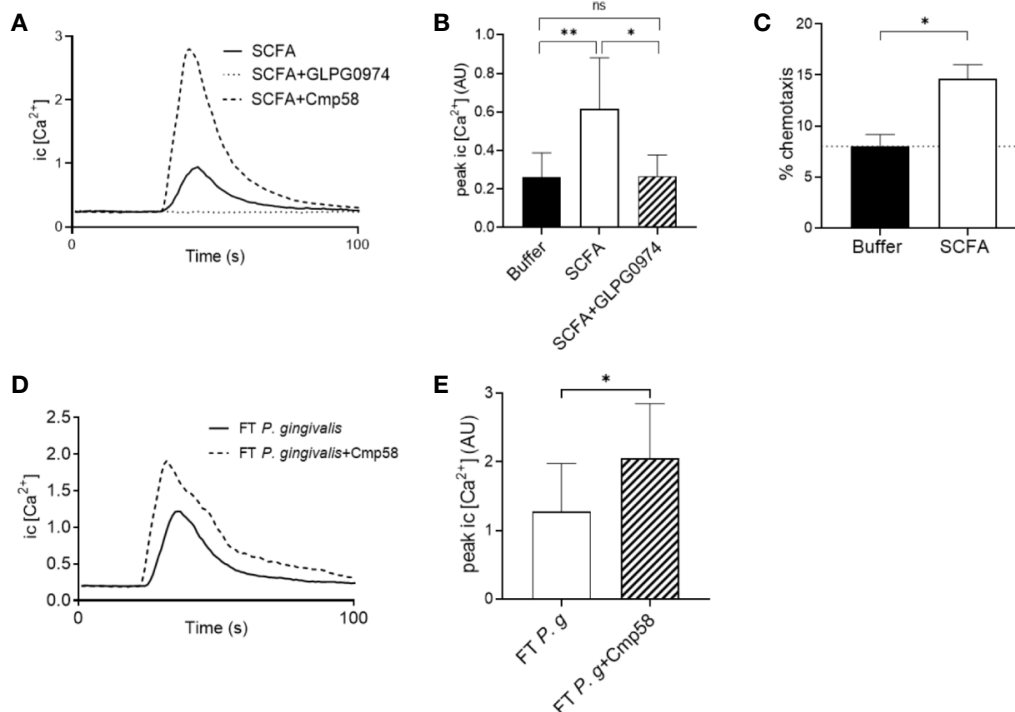 A
ic [Ca2+]
3
2
1
0
0
100
Time (s)
SCFA
SCFA+GLPG0974
SCFA+Cmp58
B
peak ic [Ca2+] (AU)
1.0
0.8
0.6
0.4
0.2
0.0
ns
**
*
Buffer
SCFA
SCFA+GLPG0974
C
% chemotaxis
20
15
10
5
0
*
Buffer
SCFA
D
ic [Ca2+]
2.5
2.0
1.5
1.0
0.5
0.0
0
100
Time (s)
FT P. gingivalis
FT P. gingivalis+Cmp58
E
peak ic [Ca2+] (AU)
3
2
1
0
*
FT P. g
FT P. g+Cmp58